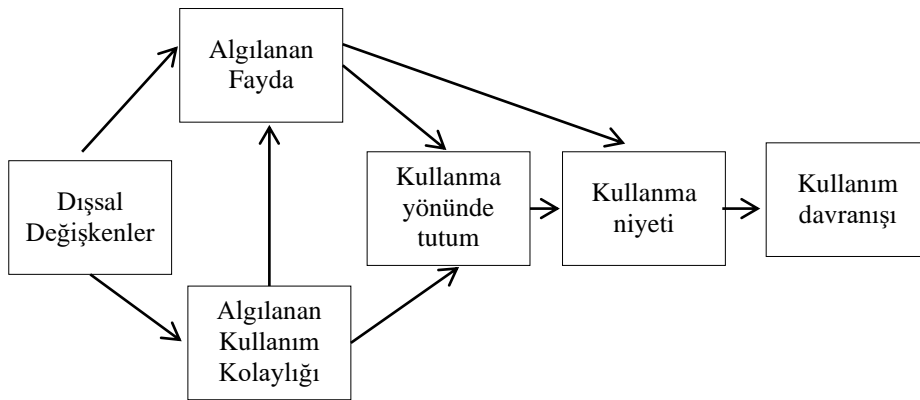 Algılanan
Fayda
Dışsal
Değişkenler
Kullanma
yönünde
tutum
Kullanma
niyeti
Kullanım
davranışı
Algılanan
Kullanım
Kolaylığı